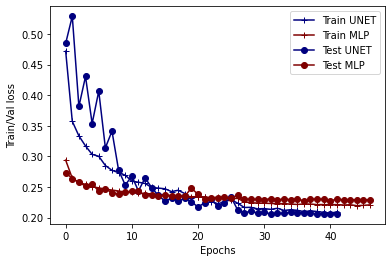 Train/Val loss
0.50
0.45
0.40
0.35
0.30
0.25
0.20
Train UNET
Train MLP
Test UNET
Test MLP
0 10 20 30 40
Epochs